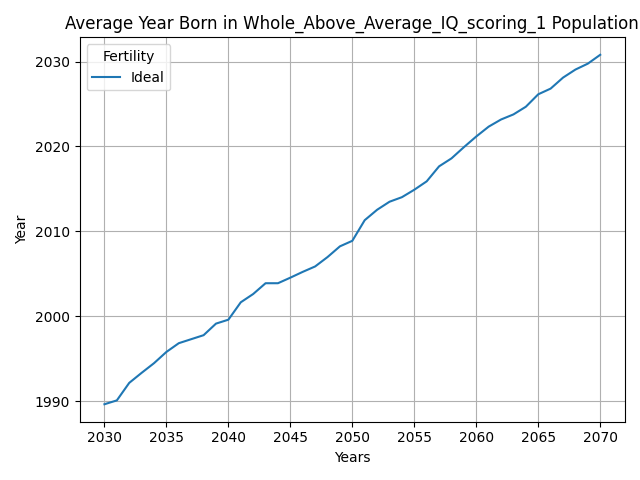 Average Year Born in Whole_Above_Average_IQ_scoring_1 Population
Fertility
Ideal
Year
2030
2020
2010
2000
1990
2030 2035 2040 2045 2050 2055 2060 2065 2070
Years